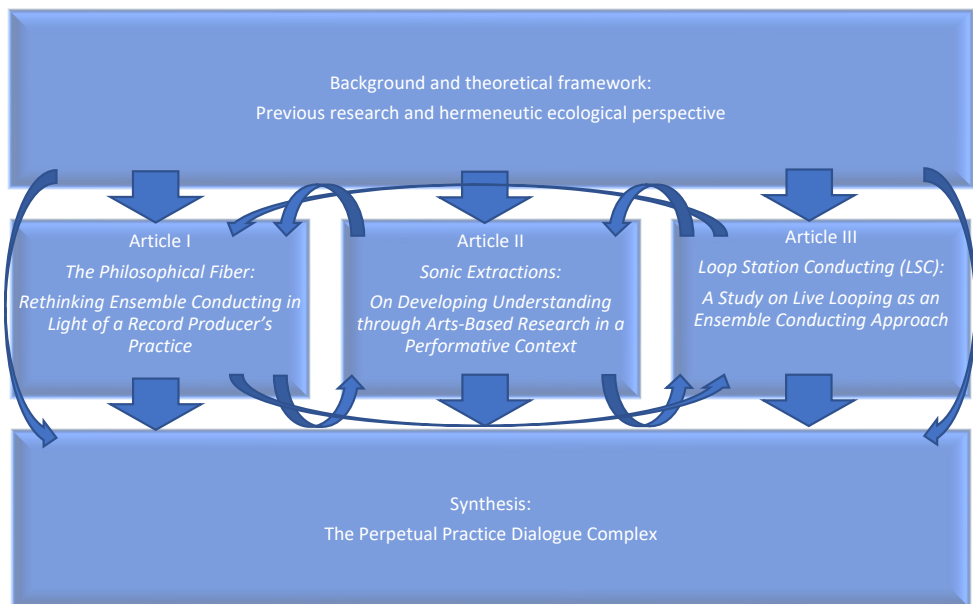 Background and theoretical framework:
Previous research and hermeneutic ecological perspective
Article I
The Philosophical Fiber:
Rethinking Ensemble Conducting in
Light of a Record Producer’s
Practice
Article II
Sonic Extractions:
On Developing Understanding
through Arts-Based Research in a
Performative Context
Article III
Loop Station Conducting (LSC):
A Study on Live Looping as an
Ensemble Conducting Approach
Synthesis:
The Perpetual Practice Dialogue Complex